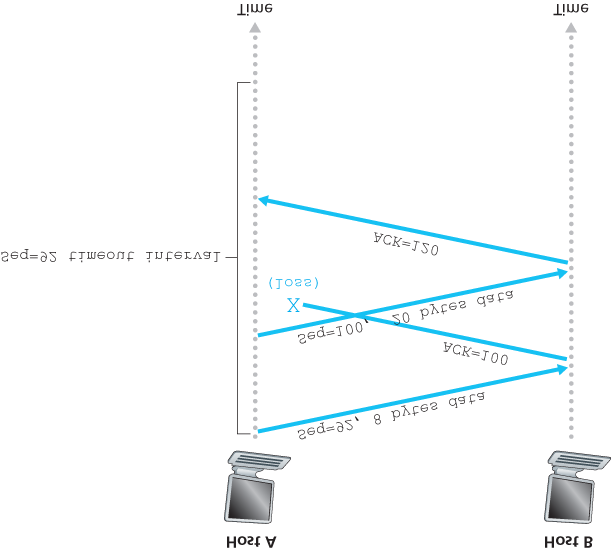 Host A
Host B
Seq=92, 8 bytes data
ACK=100
Seq=100, 20 bytes data
X
(loss)
Seq=92 timeout interval
ACK=120
Time
Time